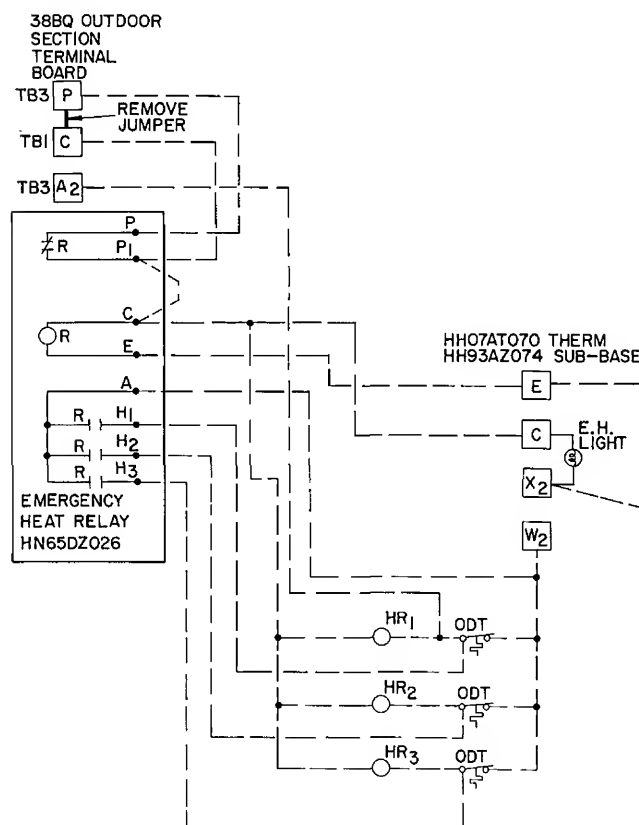 38BQ OUTDOOR
SECTION
TERMINAL
BOARD
TB3 P
REMOVE
JUMPER
TB1 C
TB3 A2
P
R
P1
C
R
E
A
R H1
R H2
R H3
EMERGENCY
HEAT RELAY
HN65DZ026
HH07AT070 THERM
HH93AZ074 SUB-BASE
E
C
E.H.
LIGHT
X2
W2
HR1 ODT
HR2 ODT
HR3 ODT